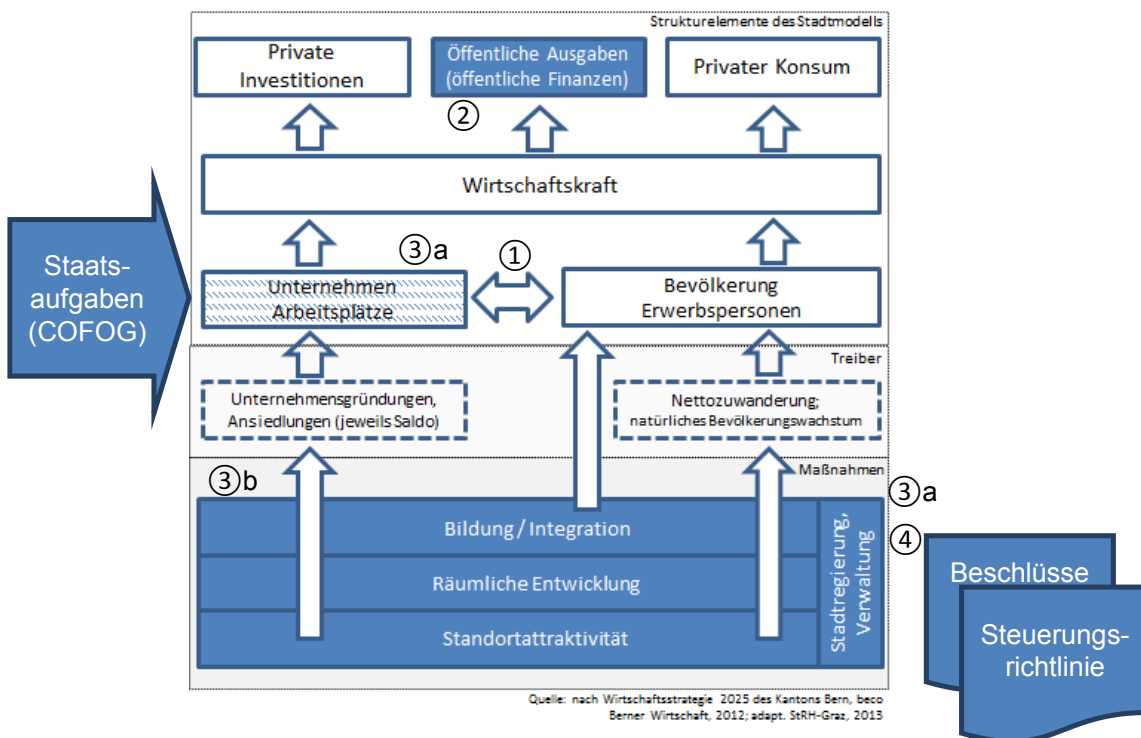 Strukturelemente des Stadtmodells
Private
Investitionen
Öffentliche Ausgaben
(öffentliche Finanzen)
Privater Konsum
②
Wirtschaftskraft
Staats-
aufgaben
(COFOG)
③a
①
Unternehmen
Arbeitsplätze
Bevölkerung
Erwerbspersonen
Treiber
Unternehmensgründungen,
Ansiedlungen (jeweils Saldo)
Nettozuwanderung;
natürliches Bevölkerungswachstum
Maßnahmen
③b
③a
④
Bildung / Integration
Räumliche Entwicklung
Standortattraktivität
Stadtregierung,
Verwaltung
Beschlüsse
Steuerungs-
richtlinie
Quelle: nach Wirtschaftsstrategie 2025 des Kantons Bern, beco
Berner Wirtschaft, 2012; adapt. StRH-Graz, 2013